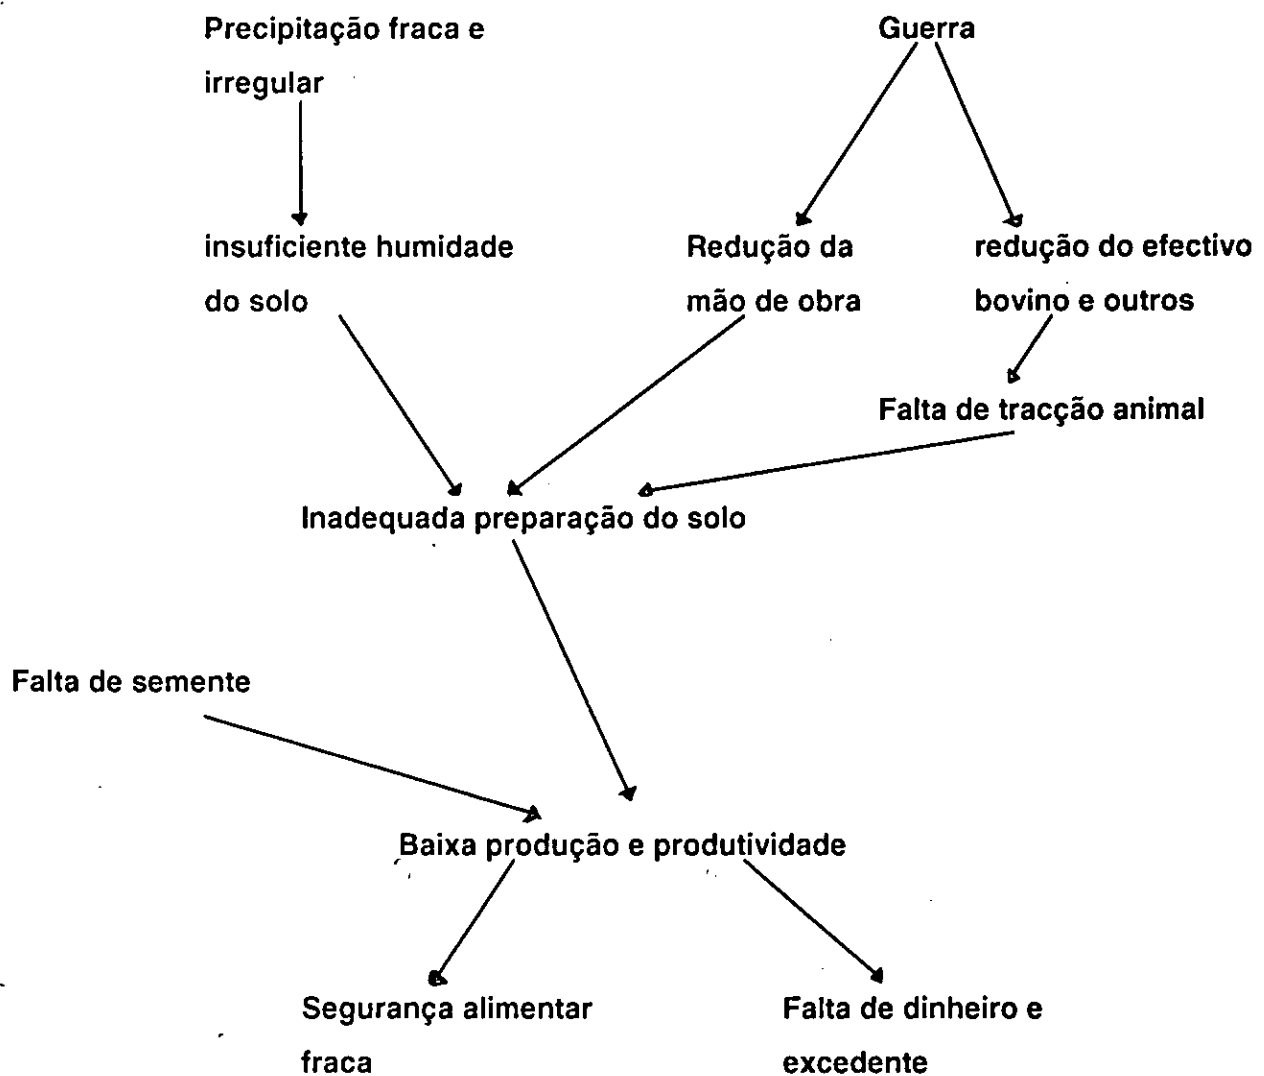 Precipitação fraca e
irregular
Guerra
insuficiente humidade
do solo
Redução da
mão de obra
redução do efectivo
bovino e outros
Falta de tracção animal
Inadequada preparação do solo
Falta de semente
Baixa produção e produtividade
Segurança alimentar
fraca
Falta de dinheiro e
excedente